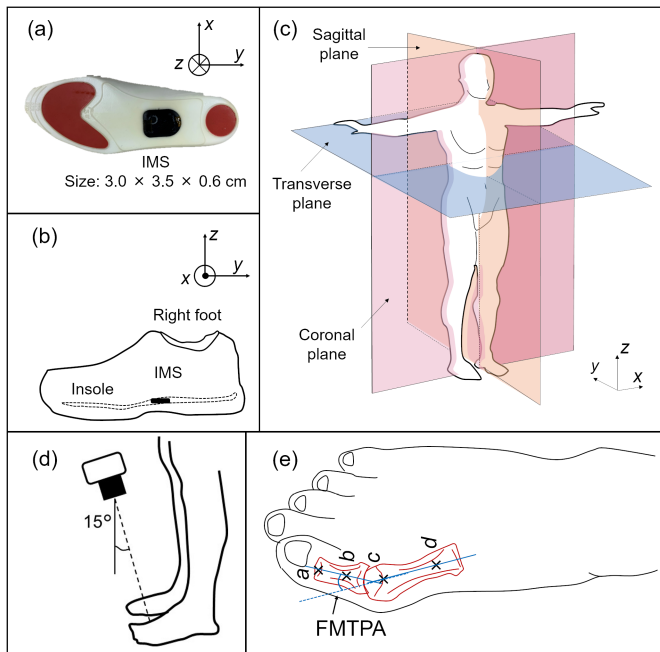 (a)
x
z
y
IMS
Size: 3.0 × 3.5 × 0.6 cm
(b)
z
x
y
Right foot
IMS
Insole
(c)
Sagittal
plane
Transverse
plane
Coronal
plane
z
y
x
(d)
15°
(e)
a
b
c
d
FMTPA